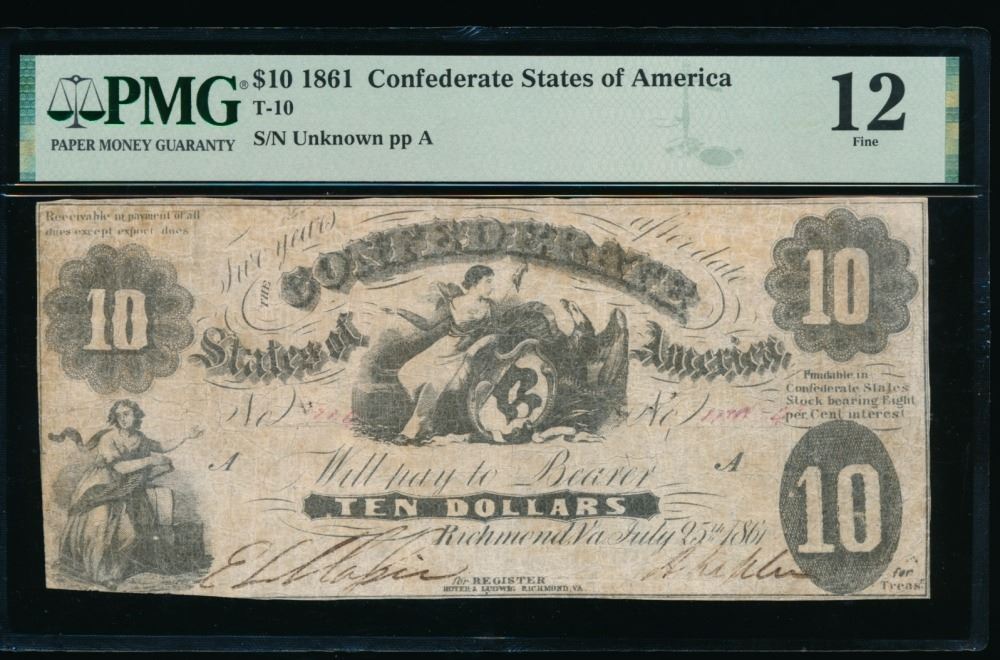 PMG® $10 1861 Confederate States of America 12
T-10
PAPER MONEY GUARANTY S/N Unknown pp A Fine
Receivable in payment of all
dues except export dues
Two years after date
THE CONFEDERATE
States of America
10 10
Fundable in
Confederate States
Stock bearing Eight
per Cent interest
No No
A A
Will pay to Bearer
TEN DOLLARS
10
Richmond Va July 25th 1861
for REGISTER
HOYER & LUDWIG, RICHMOND, VA.
for Treasr